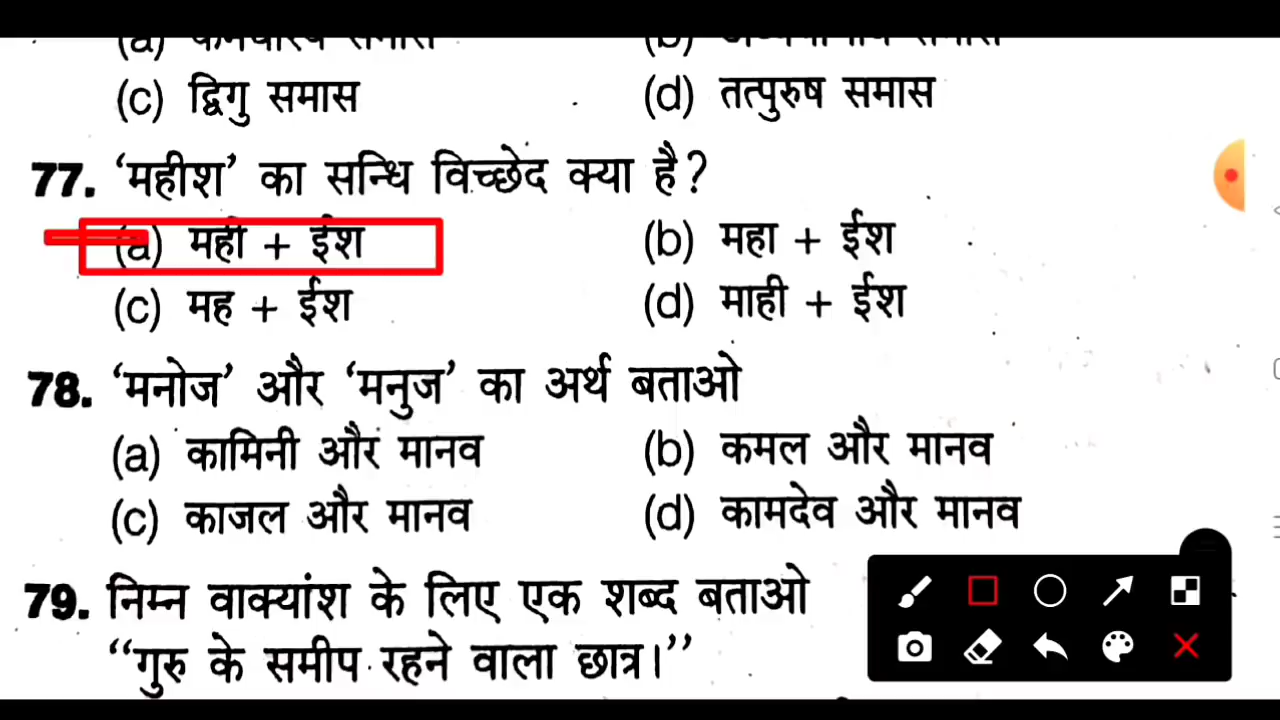 (c) द्विगु समास (d) तत्पुरुष समास
77. ‘महीश’ का सन्धि विच्छेद क्या है?
(a) मही + ईश (b) महा + ईश
(c) मह + ईश (d) माही + ईश
78. ‘मनोज’ और ‘मनुज’ का अर्थ बताओ
(a) कामिनी और मानव (b) कमल और मानव
(c) काजल और मानव (d) कामदेव और मानव
79. निम्न वाक्यांश के लिए एक शब्द बताओ
‘‘गुरु के समीप रहने वाला छात्र।’’